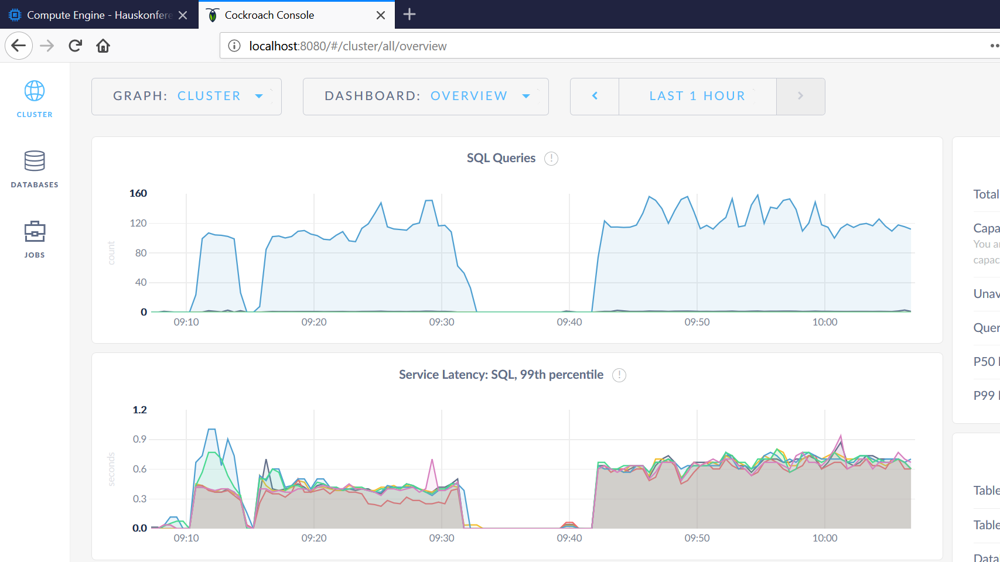 Compute Engine - Hauskonfere
Cockroach Console
localhost:8080/#/cluster/all/overview
CLUSTER
DATABASES
JOBS
GRAPH: CLUSTER
DASHBOARD: OVERVIEW
LAST 1 HOUR
SQL Queries
160
120
80
40
0
count
09:10 09:20 09:30 09:40 09:50 10:00
Service Latency: SQL, 99th percentile
1.2
0.9
0.6
0.3
0.0
seconds
09:10 09:20 09:30 09:40 09:50 10:00
Total
Capa
You a
capac
Unav
Quer
P50
P99
Table
Table
Data